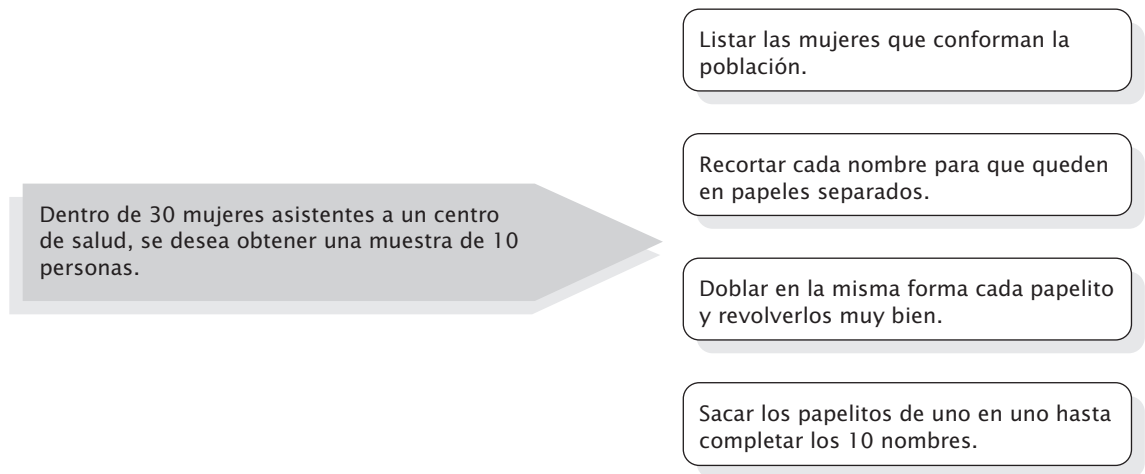 Dentro de 30 mujeres asistentes a un centro
de salud, se desea obtener una muestra de 10
personas.
Listar las mujeres que conforman la
población.
Recortar cada nombre para que queden
en papeles separados.
Doblar en la misma forma cada papelito
y revolverlos muy bien.
Sacar los papelitos de uno en uno hasta
completar los 10 nombres.